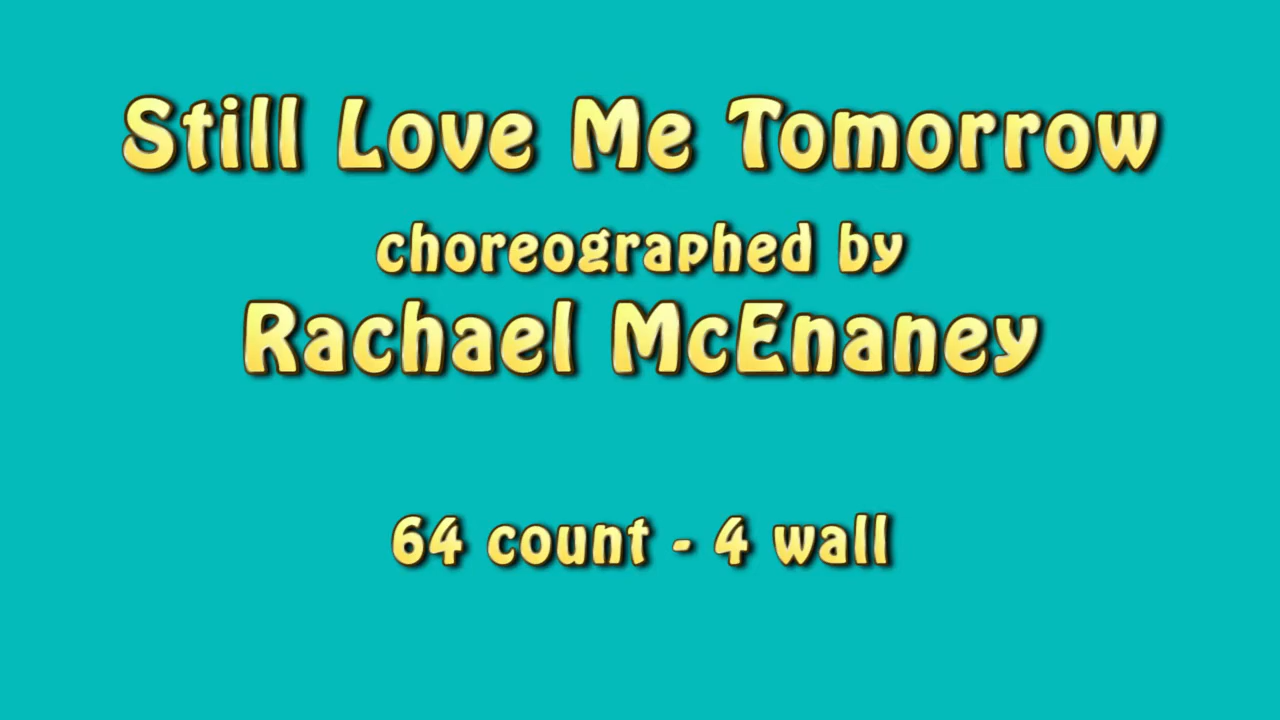 Still Love Me Tomorrow
choreographed by
Rachael McEnaney
64 count - 4 wall